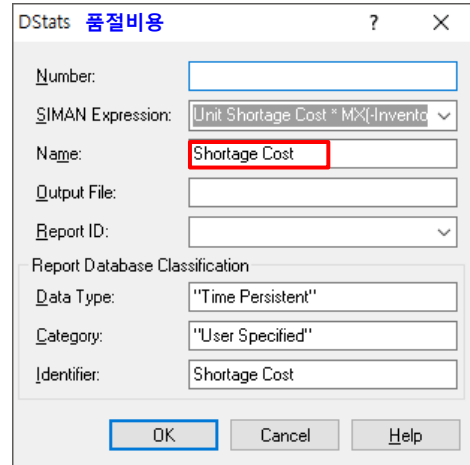 DStats 품절비용 ? ×
Number:
SIMAN Expression: Unit Shortage Cost * MX(-Invento
Name: Shortage Cost
Output File:
Report ID:
Report Database Classification
Data Type: "Time Persistent"
Category: "User Specified"
Identifier: Shortage Cost
OK Cancel Help